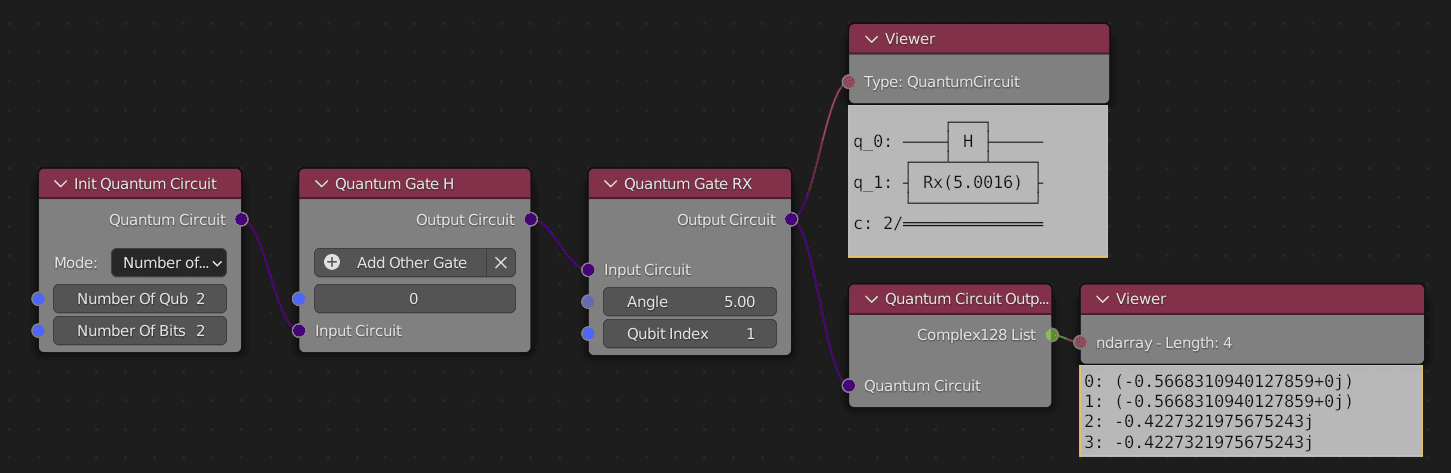 Init Quantum Circuit
Quantum Circuit
Mode: Number of...
Number Of Qub 2
Number Of Bits 2
Quantum Gate H
Output Circuit
Add Other Gate
0
Input Circuit
Quantum Gate RX
Output Circuit
Input Circuit
Angle 5.00
Qubit Index 1
Viewer
Type: QuantumCircuit
H
q_0:
q_1: Rx(5.0016)
c: 2/
Quantum Circuit Outp...
Complex128 List
Quantum Circuit
Viewer
ndarray - Length: 4
0: (-0.5668310940127859+0j)
1: (-0.5668310940127859+0j)
2: -0.4227321975675243j
3: -0.4227321975675243j